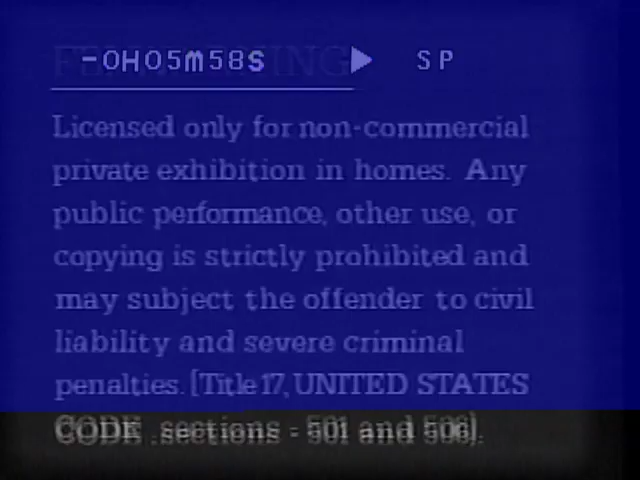 -0H05M58S ▶ SP
Licensed only for non-commercial
private exhibition in homes. Any
public performance, other use, or
copying is strictly prohibited and
may subject the offender to civil
liability and severe criminal
penalties. [Title 17, UNITED STATES
CODE sections - 501 and 506].